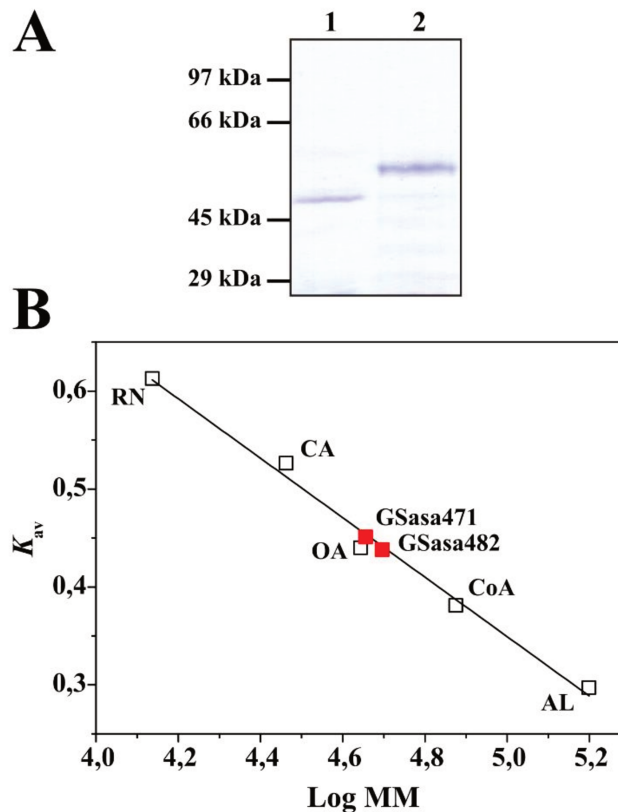 A
1 2
97 kDa
66 kDa
45 kDa
29 kDa
B
0,6
0,5
0,4
0,3
Kav
RN
CA
GSasa471
OA
GSasa482
CoA
AL
4,0 4,2 4,4 4,6 4,8 5,0 5,2
Log MM